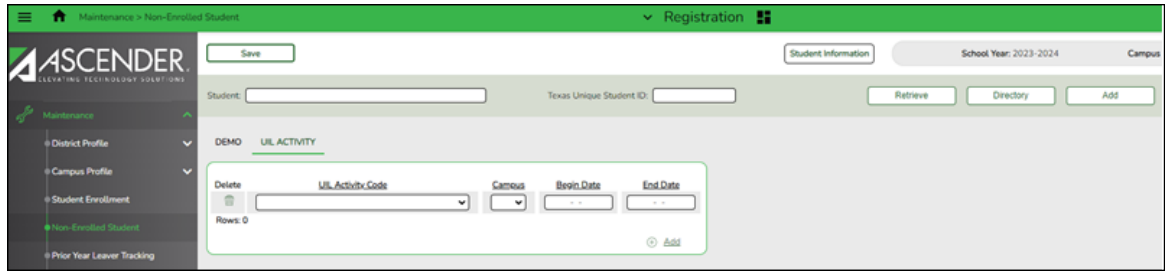 Maintenance > Non-Enrolled Student
Registration
ASCENDER
ELEVATING TECHNOLOGY SOLUTIONS
Save
Student Information
School Year: 2023-2024
Campus
Student:
Texas Unique Student ID:
Retrieve
Directory
Add
Maintenance
District Profile
Campus Profile
Student Enrollment
Non-Enrolled Student
Prior Year Leaver Tracking
DEMO
UIL ACTIVITY
Delete
UIL Activity Code
Campus
Begin Date
End Date
- -
- -
Rows: 0
Add